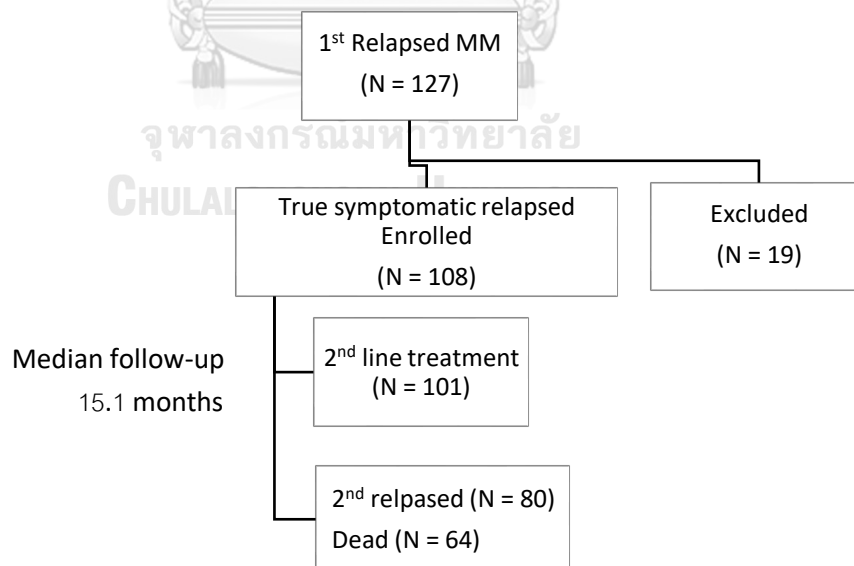 1st Relapsed MM
(N = 127)
จุฬาลงกรณ์มหาวิทยาลัย
CHULAL
True symptomatic relapsed
Enrolled
(N = 108)
Excluded
(N = 19)
Median follow-up
15.1 months
2nd line treatment
(N = 101)
2nd relpased (N = 80)
Dead (N = 64)